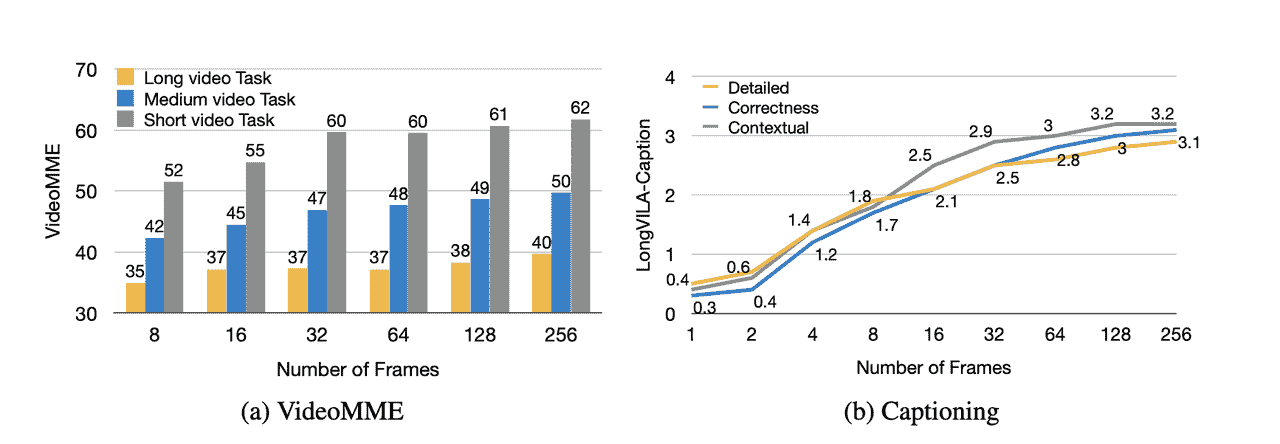 70
60
50
40
30
VideoMME
Long video Task
Medium video Task
Short video Task
35 42 52
37 45 55
37 47 60
37 48 60
38 49 61
40 50 62
8 16 32 64 128 256
Number of Frames
(a) VideoMME
4
3
2
1
0
LongVILA-Caption
Detailed
Correctness
Contextual
0.4 0.6 1.4 1.8 2.5 2.9 3 3.2 3.2
0.3 0.4 1.2 1.7 2.1 2.5 2.8 3 3.1
1 2 4 8 16 32 64 128 256
Number of Frames
(b) Captioning